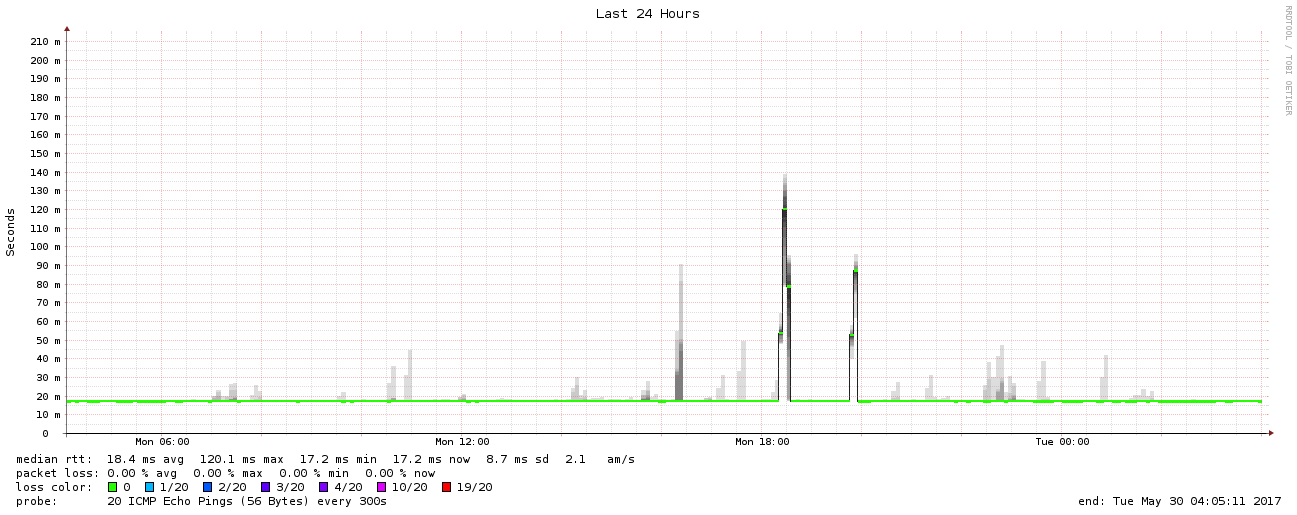 Last 24 Hours
RRDTOOL / TOBI OETIKER
210 m
200 m
190 m
180 m
170 m
160 m
150 m
140 m
130 m
120 m
110 m
100 m
90 m
80 m
70 m
60 m
50 m
40 m
30 m
20 m
10 m
0
Seconds
Mon 06:00 Mon 12:00 Mon 18:00 Tue 00:00
median rtt: 18.4 ms avg 120.1 ms max 17.2 ms min 17.2 ms now 8.7 ms sd 2.1 am/s
packet loss: 0.00 % avg 0.00 % max 0.00 % min 0.00 % now
loss color: 0 1/20 2/20 3/20 4/20 10/20 19/20
probe: 20 ICMP Echo Pings (56 Bytes) every 300s end: Tue May 30 04:05:11 2017